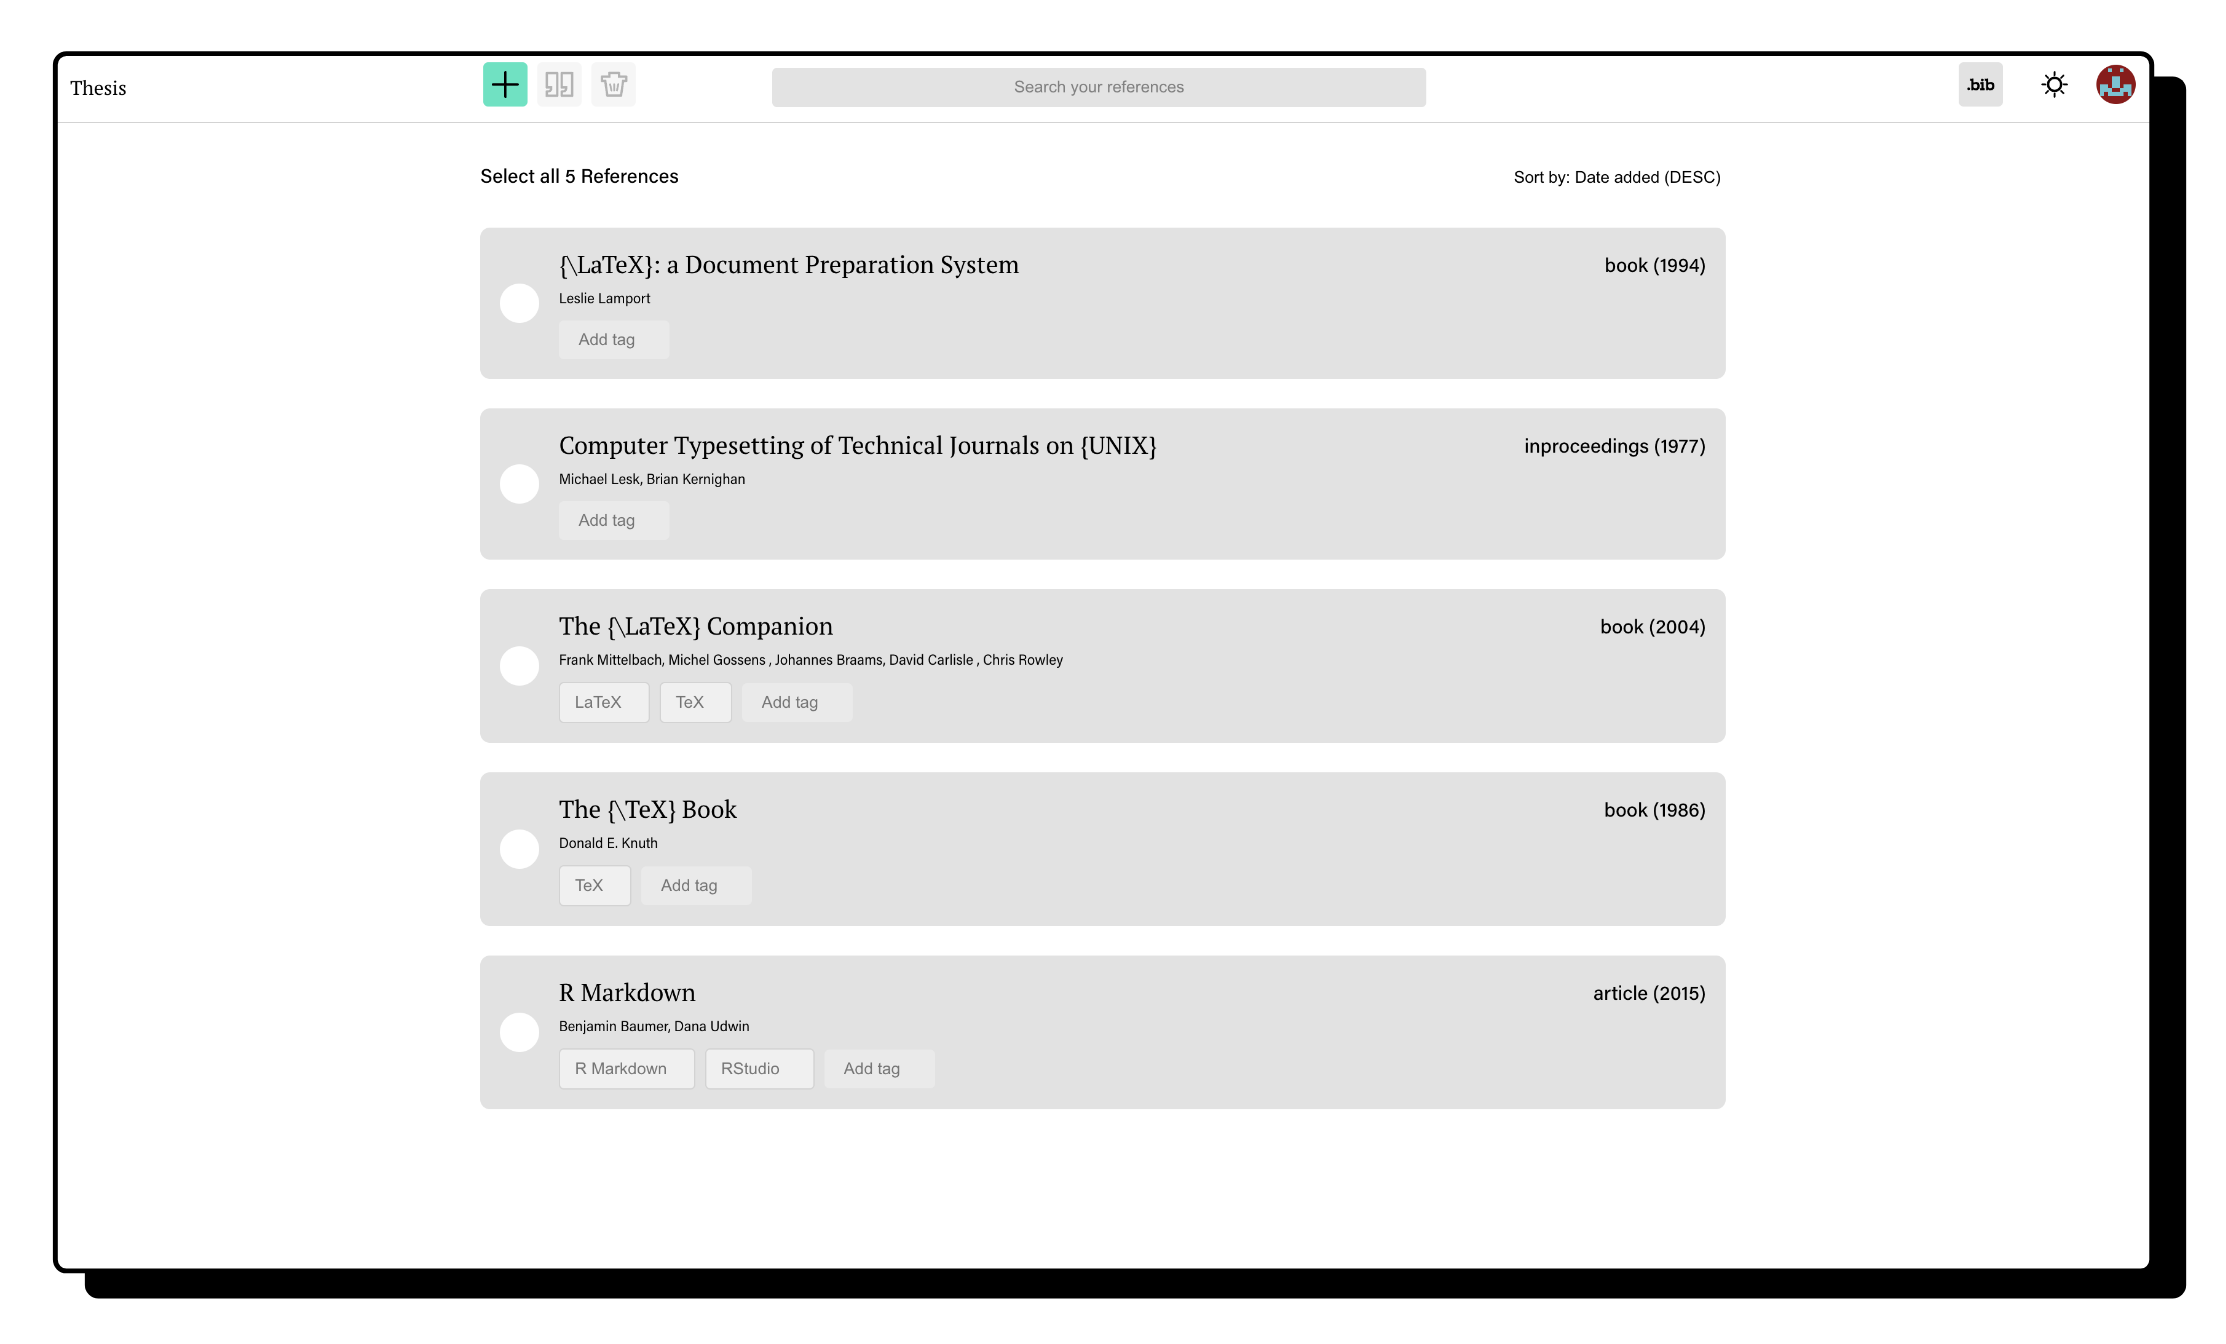 Thesis
Search your references
.bib
Select all 5 References
Sort by: Date added (DESC)
{\LaTeX}: a Document Preparation System
book (1994)
Leslie Lamport
Add tag
Computer Typesetting of Technical Journals on {UNIX}
inproceedings (1977)
Michael Lesk, Brian Kernighan
Add tag
The {\LaTeX} Companion
book (2004)
Frank Mittelbach, Michel Gossens , Johannes Braams, David Carlisle , Chris Rowley
LaTeX TeX Add tag
The {\TeX} Book
book (1986)
Donald E. Knuth
TeX Add tag
R Markdown
article (2015)
Benjamin Baumer, Dana Udwin
R Markdown RStudio Add tag